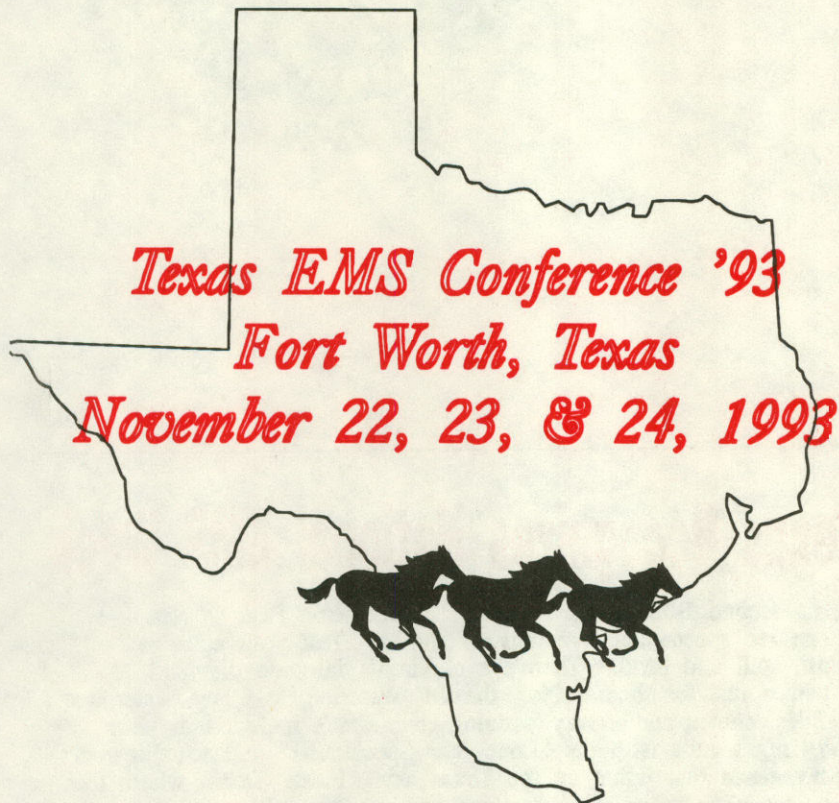 Texas EMS Conference '93
Fort Worth, Texas
November 22, 23, & 24, 1993